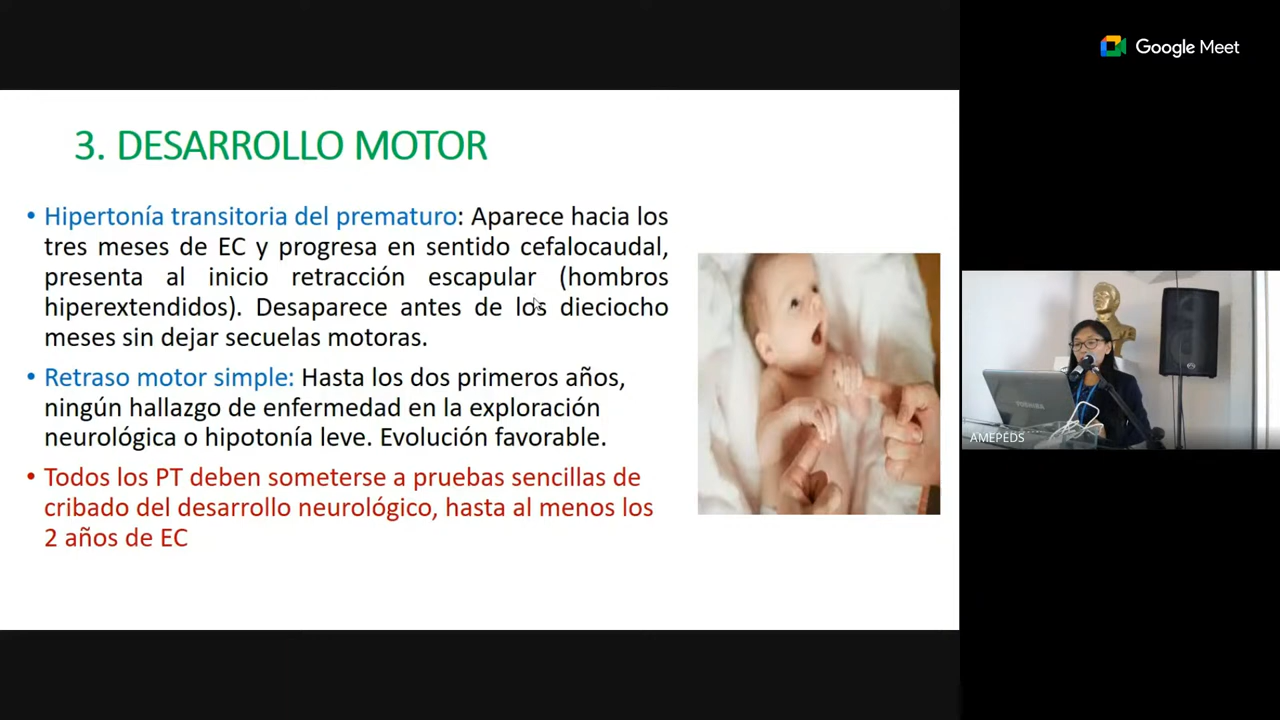 Google Meet
3. DESARROLLO MOTOR
• Hipertonía transitoria del prematuro: Aparece hacia los
tres meses de EC y progresa en sentido cefalocaudal,
presenta al inicio retracción escapular (hombros
hiperextendidos). Desaparece antes de los dieciocho
meses sin dejar secuelas motoras.
• Retraso motor simple: Hasta los dos primeros años,
ningún hallazgo de enfermedad en la exploración
neurológica o hipotonía leve. Evolución favorable.
• Todos los PT deben someterse a pruebas sencillas de
cribado del desarrollo neurológico, hasta al menos los
2 años de EC
TOSHIBA
AMEPEDS